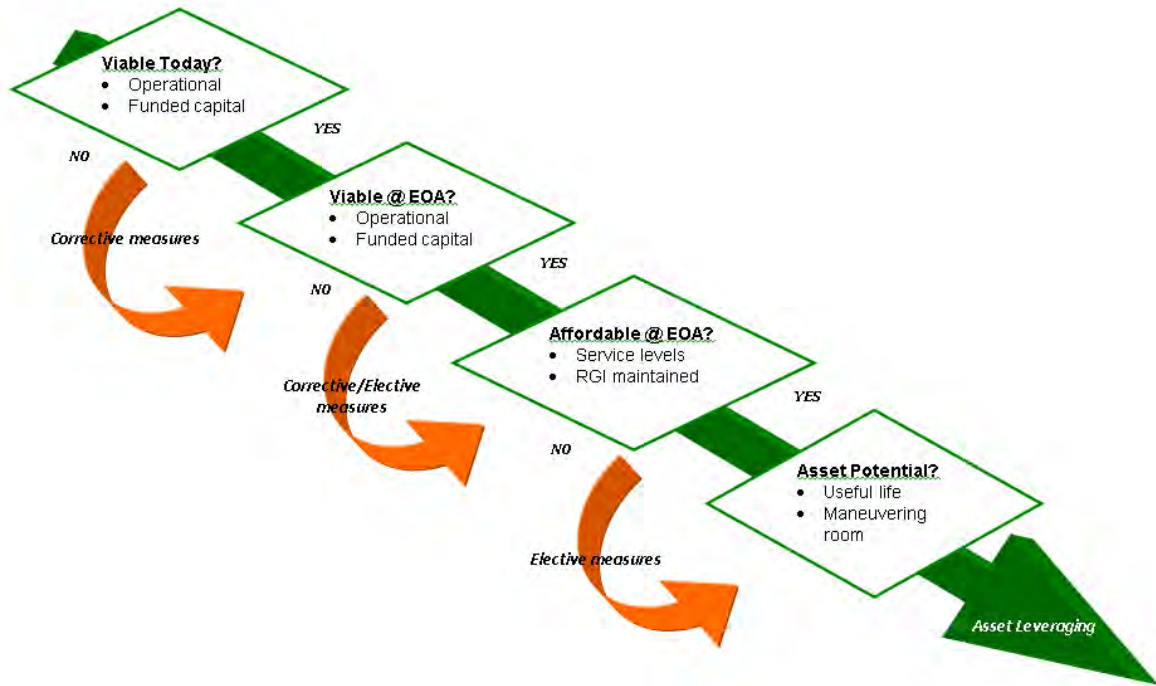 Viable Today?
• Operational
• Funded capital
YES
NO
Corrective measures
Viable @ EOA?
• Operational
• Funded capital
YES
NO
Corrective/Elective
measures
Affordable @ EOA?
• Service levels
• RGI maintained
YES
NO
Elective measures
Asset Potential?
• Useful life
• Maneuvering
room
Asset Leveraging